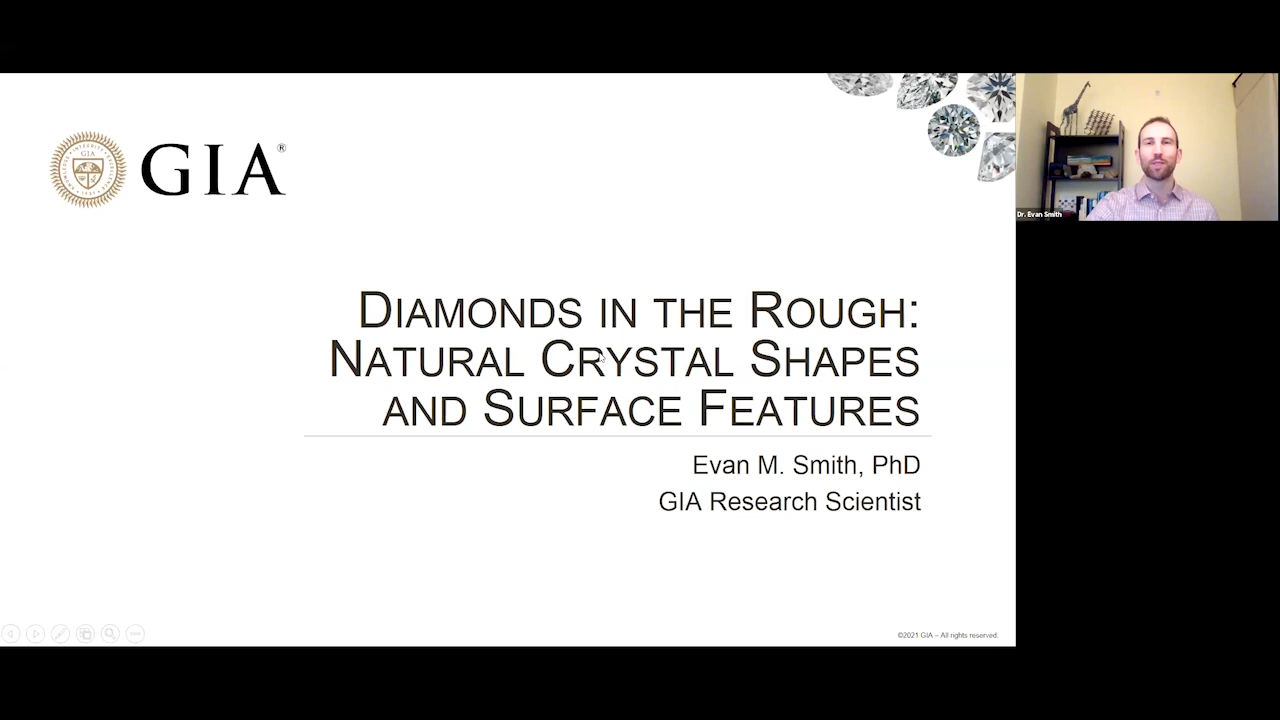 GIA®
GIA
DIAMONDS IN THE ROUGH:
NATURAL CRYSTAL SHAPES
AND SURFACE FEATURES
Evan M. Smith, PhD
GIA Research Scientist
©2021 GIA – All rights reserved.
Dr. Evan Smith